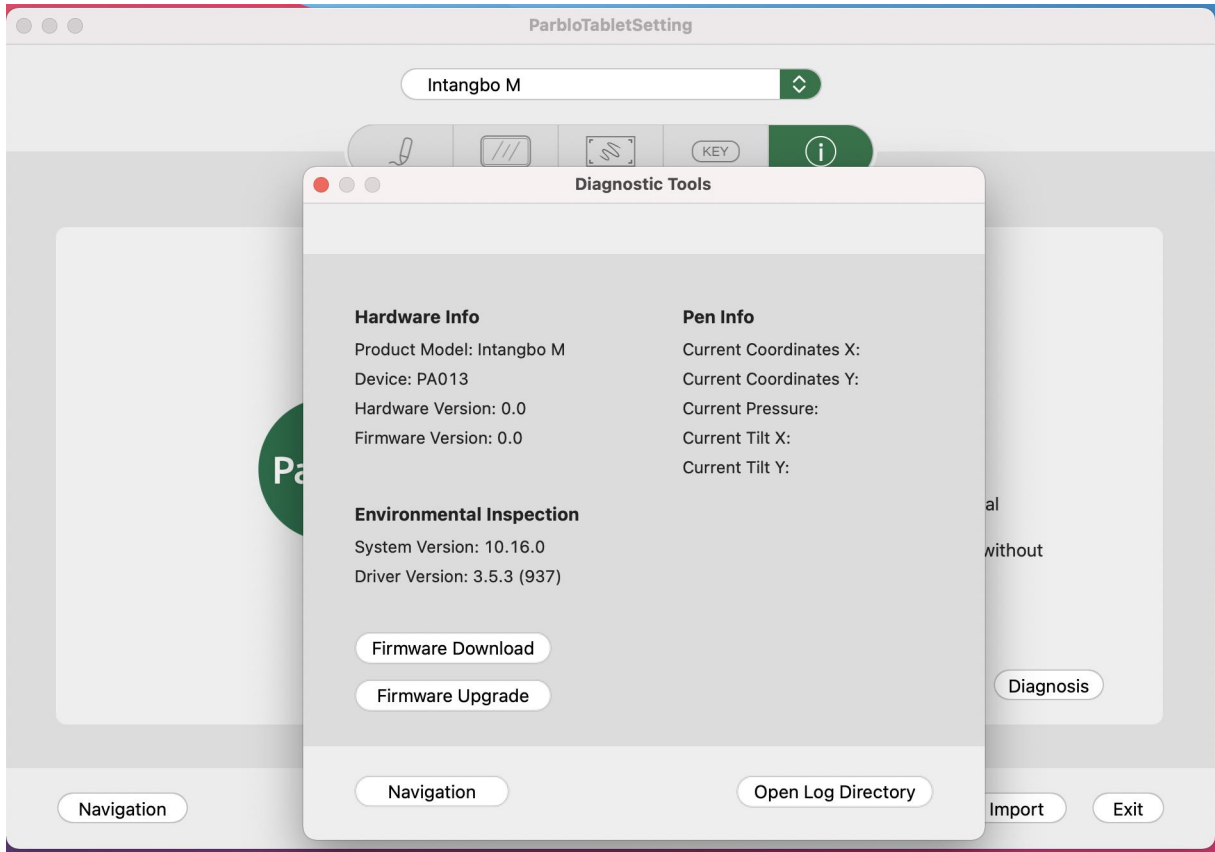 ParbloTabletSetting
Intangbo M
KEY
Diagnostic Tools
Hardware Info
Product Model: Intangbo M
Device: PA013
Hardware Version: 0.0
Firmware Version: 0.0
Pen Info
Current Coordinates X:
Current Coordinates Y:
Current Pressure:
Current Tilt X:
Current Tilt Y:
Environmental Inspection
System Version: 10.16.0
Driver Version: 3.5.3 (937)
Firmware Download
Firmware Upgrade
Navigation
Open Log Directory
Diagnosis
Navigation
Import
Exit